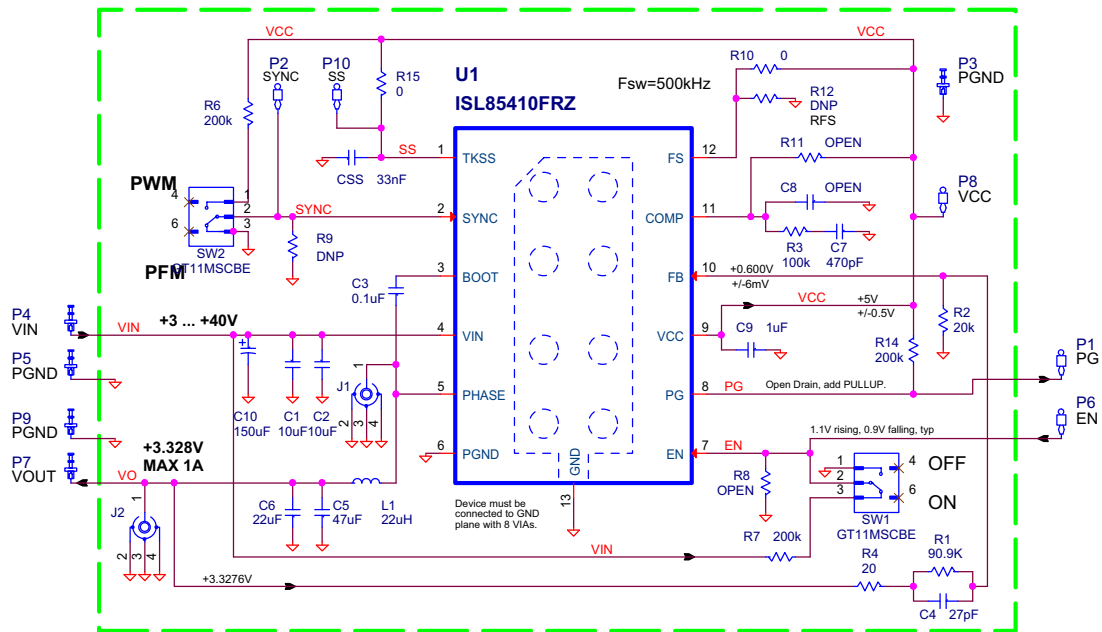 VCC
VCC
P2
SYNC
P10
SS
R15
0
U1
ISL85410FRZ
Fsw=500kHz
R10
0
R12
DNP
RFS
P3
PGND
R6
200k
1
TKSS
SS
CSS
33nF
FS
12
R11
OPEN
PWM
4
1
2
6
3
SYNC
2
SYNC
SW2
GT11MSCBE
PFM
R9
DNP
COMP
11
C8
OPEN
R3
100k
C7
470pF
P8
VCC
C3
0.1uF
3
BOOT
FB
10
+0.600V
+/-6mV
VCC
+5V
+/-0.5V
R2
20k
P4
VIN
VIN
+3 ... +40V
4
VIN
VCC
9
C9
1uF
R14
200k
P5
PGND
+
C10
150uF
C1
10uF
C2
10uF
J1
1
2
3
4
5
PHASE
PG
8
PG
Open Drain, add PULLUP.
P1
PG
P9
PGND
P7
VOUT
+3.328V
MAX 1A
VO
6
PGND
GND
13
EN
7
EN
1.1V rising, 0.9V falling, typ
P6
EN
R8
OPEN
1
2
3
4
6
OFF
ON
SW1
GT11MSCBE
J2
1
2
3
4
C6
22uF
C5
47uF
L1
22uH
Device must be
connected to GND
plane with 8 VIAs.
VIN
R7
200k
+3.3276V
R4
20
R1
90.9K
C4
27pF